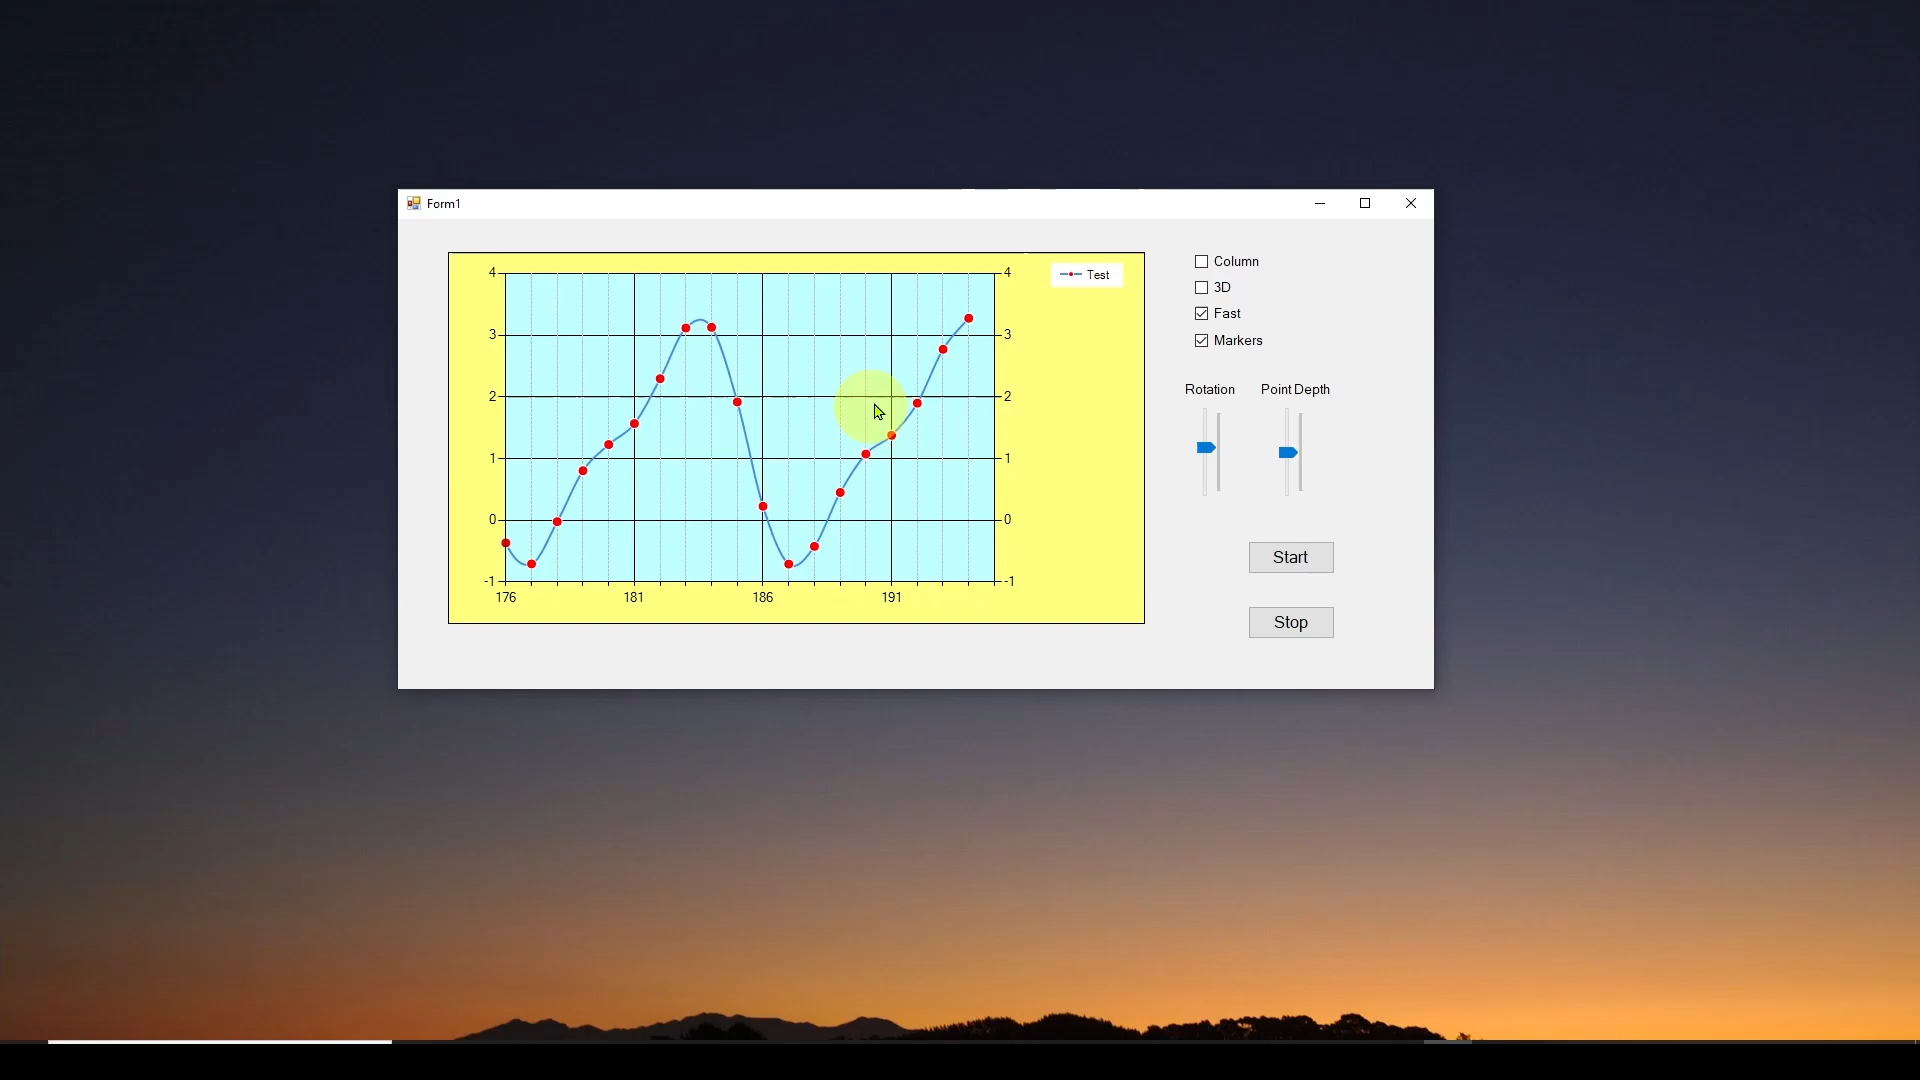 Form1
4
4
Test
3
3
2
2
1
1
0
0
-1
-1
176 181 186 191
Column
3D
Fast
Markers
Rotation Point Depth
Start
Stop